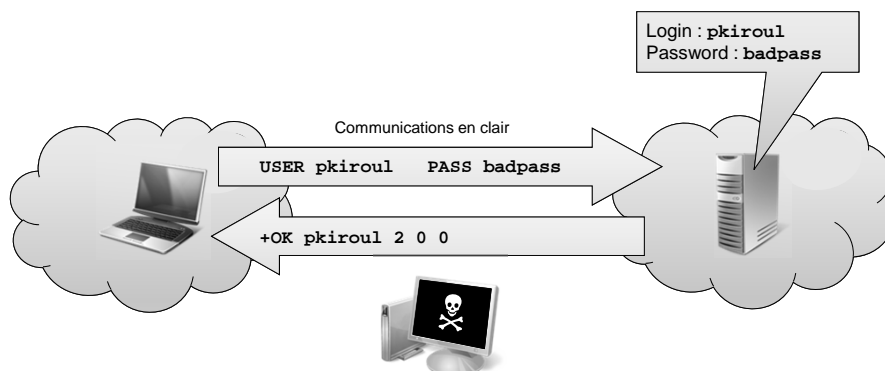 Login : pkiroul
Password : badpass
Communications en clair
USER pkiroul PASS badpass
+OK pkiroul 2 0 0